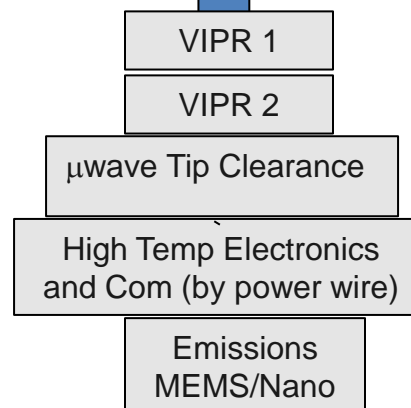 VIPR 1
VIPR 2
μwave Tip Clearance
High Temp Electronics
and Com (by power wire)
Emissions
MEMS/Nano